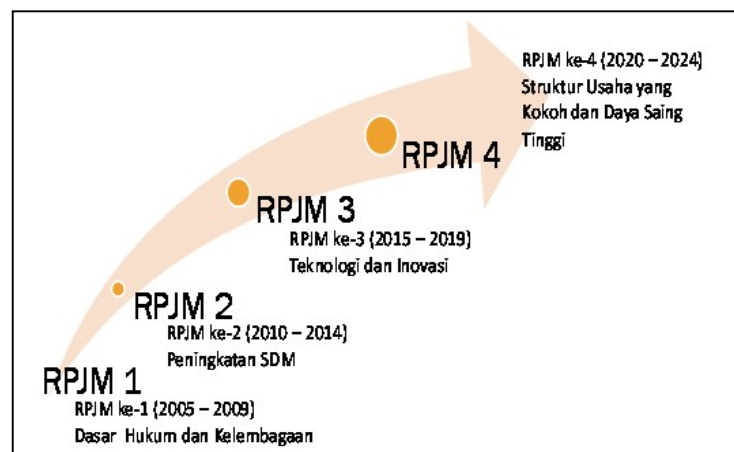 RPJM ke-4 (2020 – 2024)
Struktur Usaha yang
Kokoh dan Daya Saing
Tinggi
RPJM 4
RPJM 3
RPJM ke-3 (2015 – 2019)
Teknologi dan Inovasi
RPJM 2
RPJM ke-2 (2010 – 2014)
Peningkatan SDM
RPJM 1
RPJM ke-1 (2005 – 2009)
Dasar Hukum dan Kelembagaan